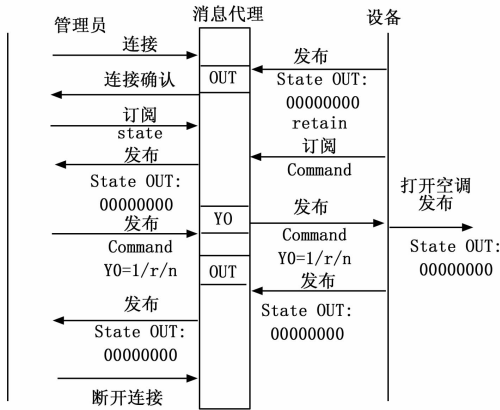 管理员
消息代理
设备
连接
连接确认
订阅
state
发布
State OUT:
00000000
发布
Command
Y0=1/r/n
发布
State OUT:
00000000
断开连接
OUT
Y0
OUT
发布
State OUT:
00000000
retain
订阅
Command
发布
Command
Y0=1/r/n
发布
State OUT:
00000000
打开空调
发布
State OUT:
00000000